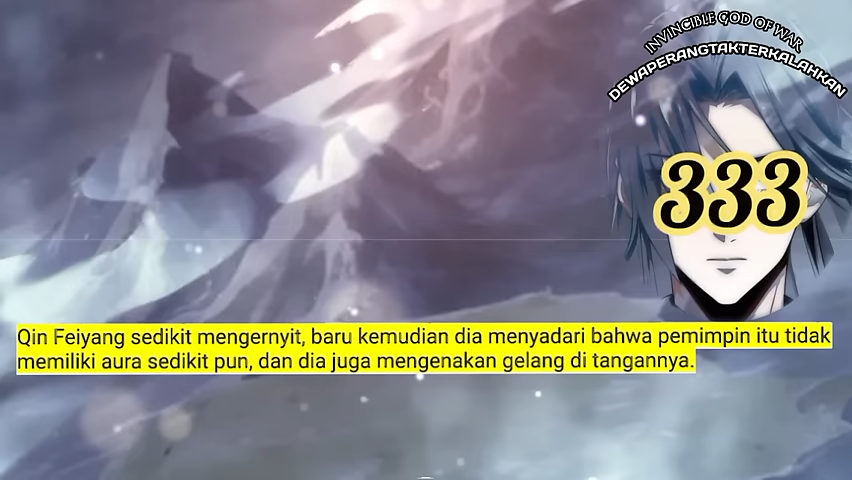 INVINCIBLE GOD OF WAR
DEWAPERANGTAKTERKALAHKAN
333
Qin Feiyang sedikit mengernyit, baru kemudian dia menyadari bahwa pemimpin itu tidak
memiliki aura sedikit pun, dan dia juga mengenakan gelang di tangannya.